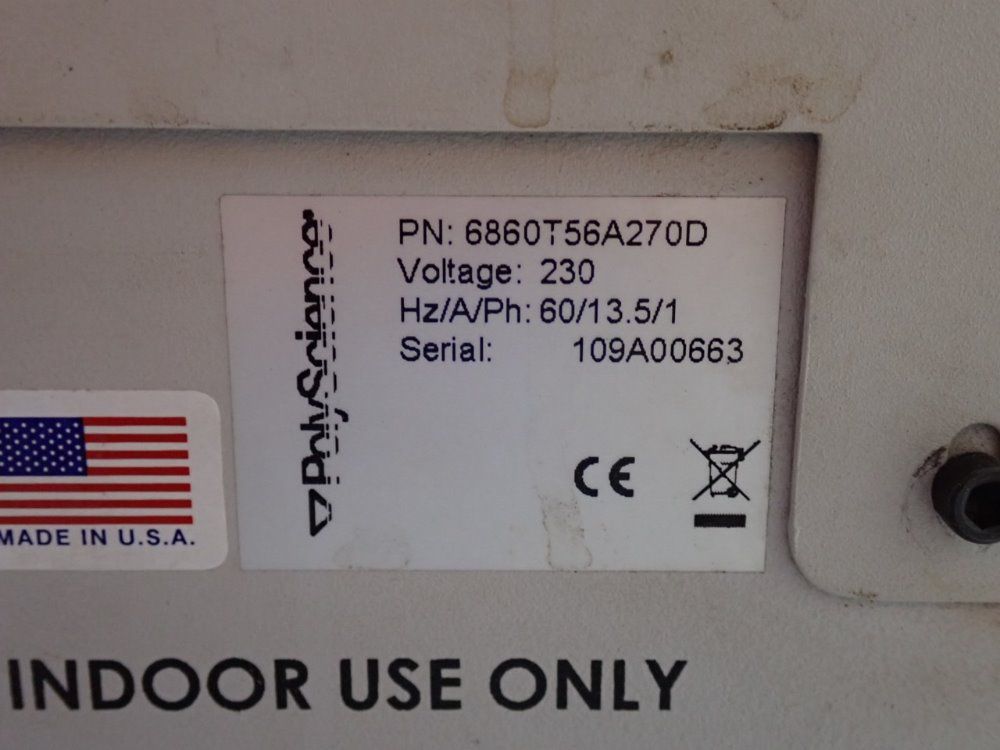 PolyScience
PN: 6860T56A270D
Voltage: 230
Hz/A/Ph: 60/13.5/1
Serial: 109A00663
CE
MADE IN U.S.A.
INDOOR USE ONLY